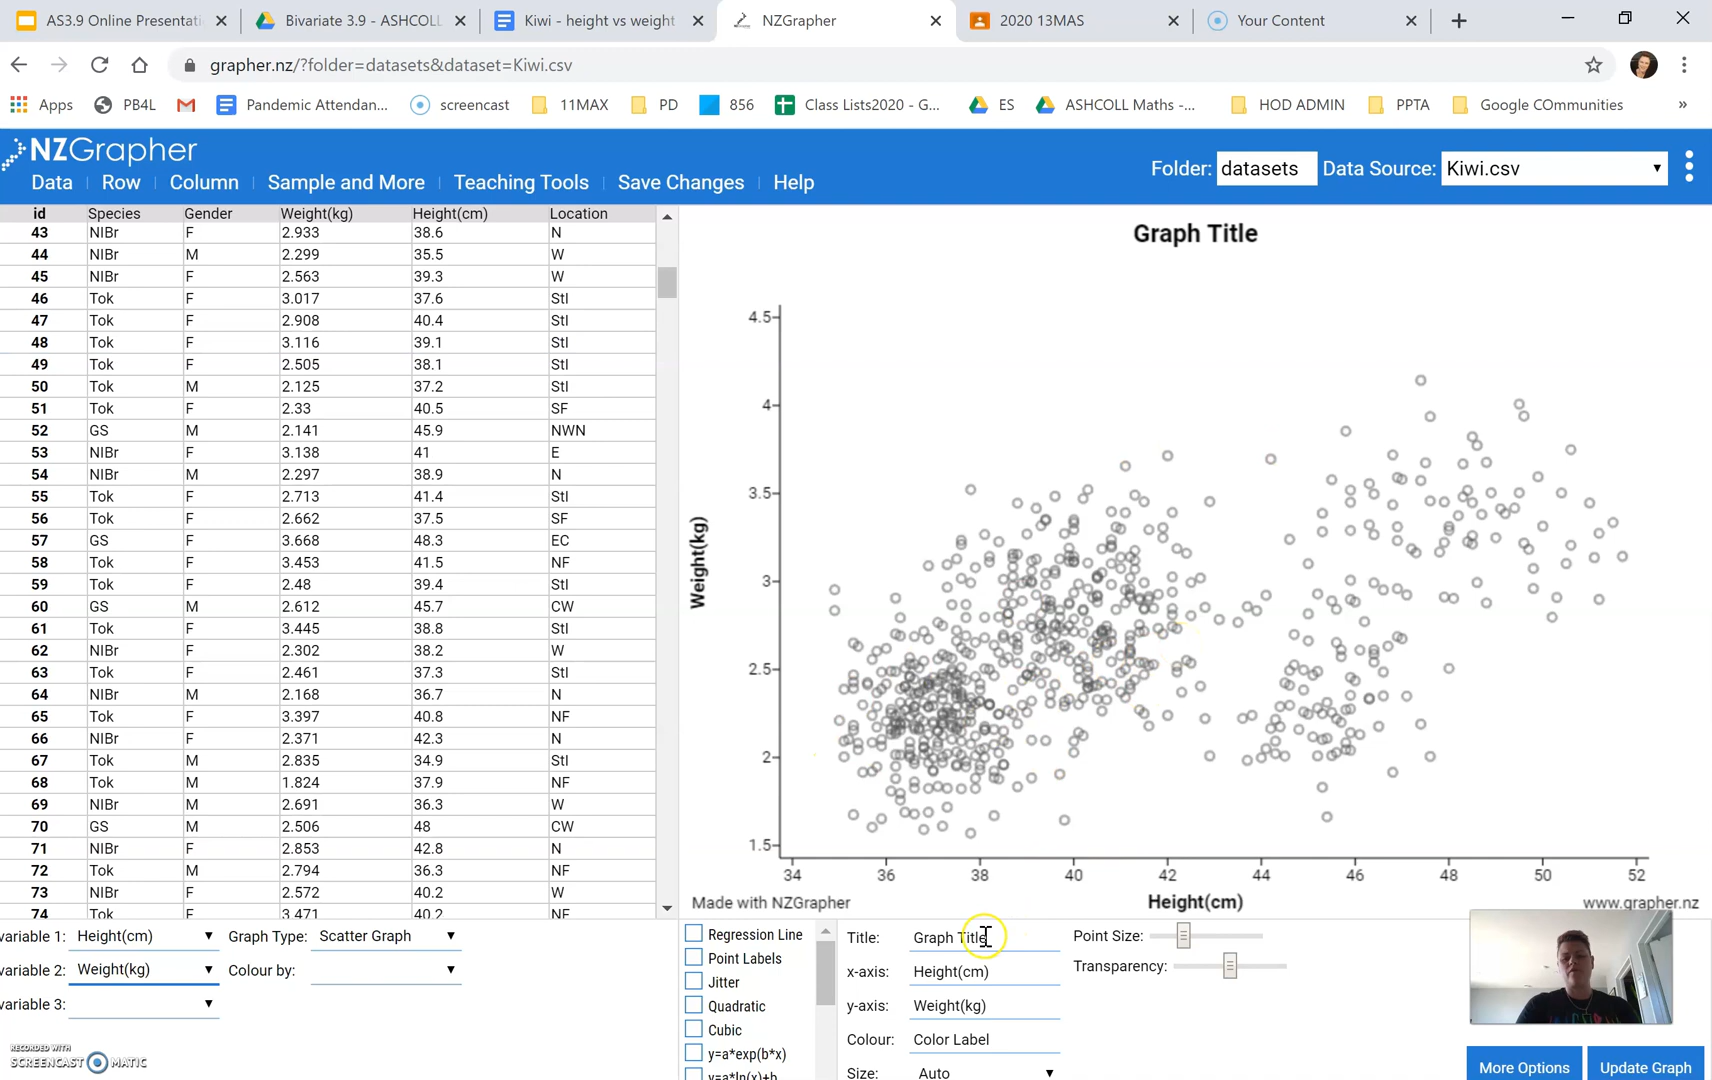 AS3.9 Online Presentati
Bivariate 3.9 - ASHCOLL
Kiwi - height vs weight
NZGrapher
2020 13MAS
Your Content
grapher.nz/?folder=datasets&dataset=Kiwi.csv
Apps PB4L Pandemic Attendan... screencast 11MAX PD 856 Class Lists2020 - G... ES ASHCOLL Maths -... HOD ADMIN PPTA Google COmmunities »
NZGrapher
Data Row Column Sample and More Teaching Tools Save Changes Help
Folder: datasets Data Source: Kiwi.csv
id Species Gender Weight(kg) Height(cm) Location
43 NIBr F 2.933 38.6 N
44 NIBr M 2.299 35.5 W
45 NIBr F 2.563 39.3 W
46 Tok F 3.017 37.6 StI
47 Tok F 2.908 40.4 StI
48 Tok F 3.116 39.1 StI
49 Tok F 2.505 38.1 StI
50 Tok M 2.125 37.2 StI
51 Tok F 2.33 40.5 SF
52 GS M 2.141 45.9 NWN
53 NIBr F 3.138 41 E
54 NIBr M 2.297 38.9 N
55 Tok F 2.713 41.4 StI
56 Tok F 2.662 37.5 SF
57 GS F 3.668 48.3 EC
58 Tok F 3.453 41.5 NF
59 Tok F 2.48 39.4 StI
60 GS M 2.612 45.7 CW
61 Tok F 3.445 38.8 StI
62 NIBr F 2.302 38.2 W
63 Tok F 2.461 37.3 StI
64 NIBr M 2.168 36.7 N
65 Tok F 3.397 40.8 NF
66 NIBr F 2.371 42.3 N
67 Tok M 2.835 34.9 StI
68 Tok M 1.824 37.9 NF
69 NIBr M 2.691 36.3 W
70 GS M 2.506 48 CW
71 NIBr F 2.853 42.8 N
72 Tok M 2.794 36.3 NF
73 NIBr F 2.572 40.2 W
74 Tok F 3.471 40.2 NF
Graph Title
4.5
4
3.5
3
2.5
2
1.5
Weight(kg)
34 36 38 40 42 44 46 48 50 52
Height(cm)
Made with NZGrapher
www.grapher.nz
variable 1: Height(cm) Graph Type: Scatter Graph
variable 2: Weight(kg) Colour by:
variable 3:
Regression Line
Point Labels
Jitter
Quadratic
Cubic
y=a*exp(b*x)
y=a*ln(x)+b
Title: Graph Title
x-axis: Height(cm)
y-axis: Weight(kg)
Colour: Color Label
Size: Auto
Point Size:
Transparency:
More Options
Update Graph
RECORDED WITH
SCREENCAST MATIC